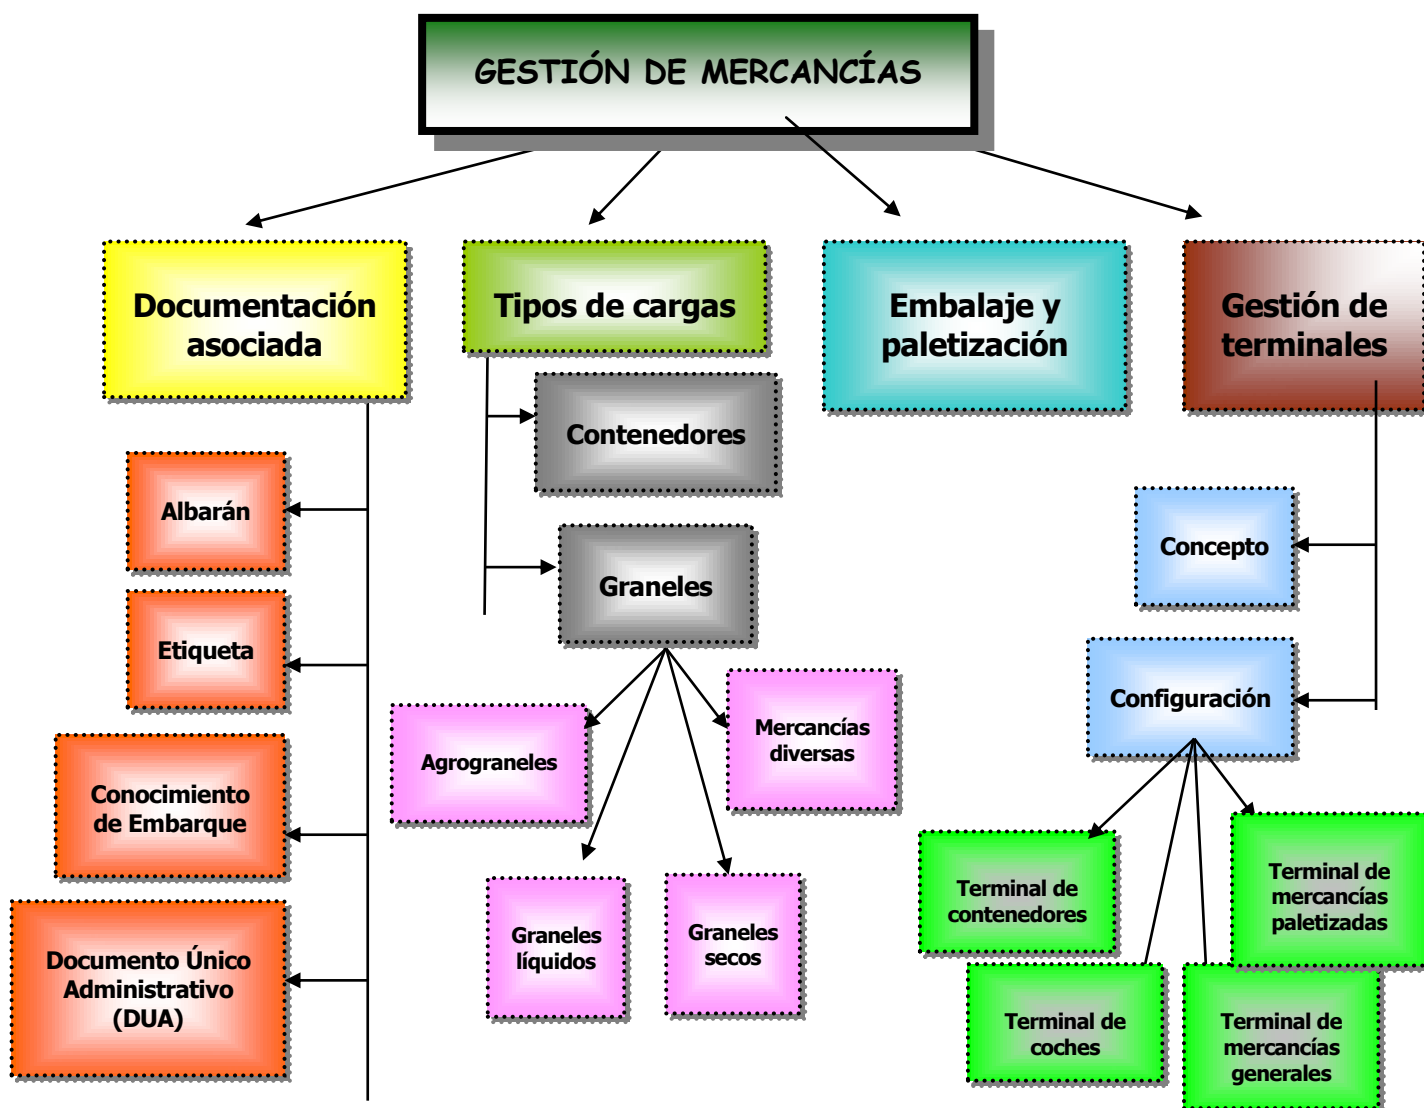 GESTIÓN DE MERCANCÍAS
Documentación
asociada
Tipos de cargas
Embalaje y
paletización
Gestión de
terminales
Albarán
Etiqueta
Conocimiento
de Embarque
Documento Único
Administrativo
(DUA)
Contenedores
Graneles
Agrograneles
Mercancías
diversas
Graneles
líquidos
Graneles
secos
Concepto
Configuración
Terminal de
contenedores
Terminal de
mercancías
paletizadas
Terminal de
coches
Terminal de
mercancías
generales